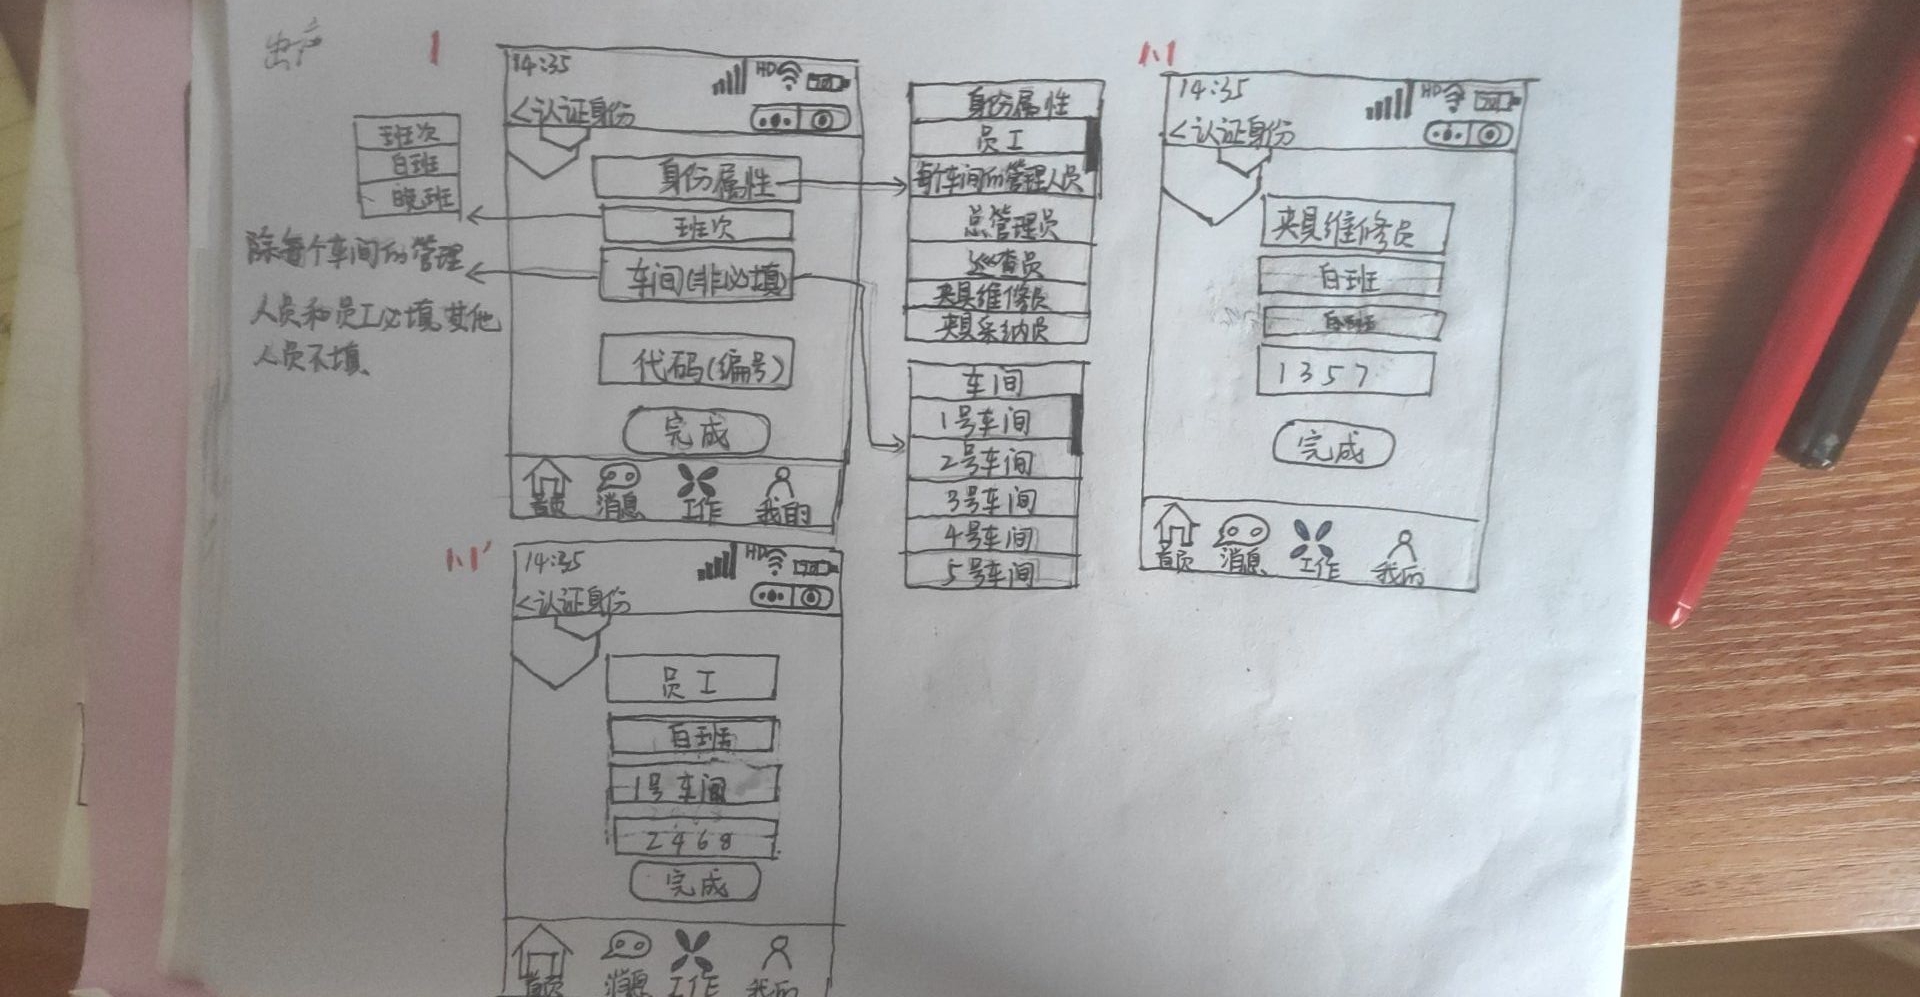 出产
1
14:35
HD
<认证身份
身份属性
班次
车间(非必填)
代码(编号)
完成
首页 消息 工作 我的
班次
白班
晚班
除每个车间的管理
人员和员工必填,其他
人员不填
身份属性
员工
每个车间的管理人员
总管理员
巡查员
夹具维修员
夹具采纳员
车间
1号车间
2号车间
3号车间
4号车间
5号车间
1.1
14:35
HD
<认证身份
夹具维修员
白班
1357
完成
首页 消息 工作 我的
1.1'
14:35
HD
<认证身份
员工
白班
1号车间
2468
完成
首页 消息 工作 我的